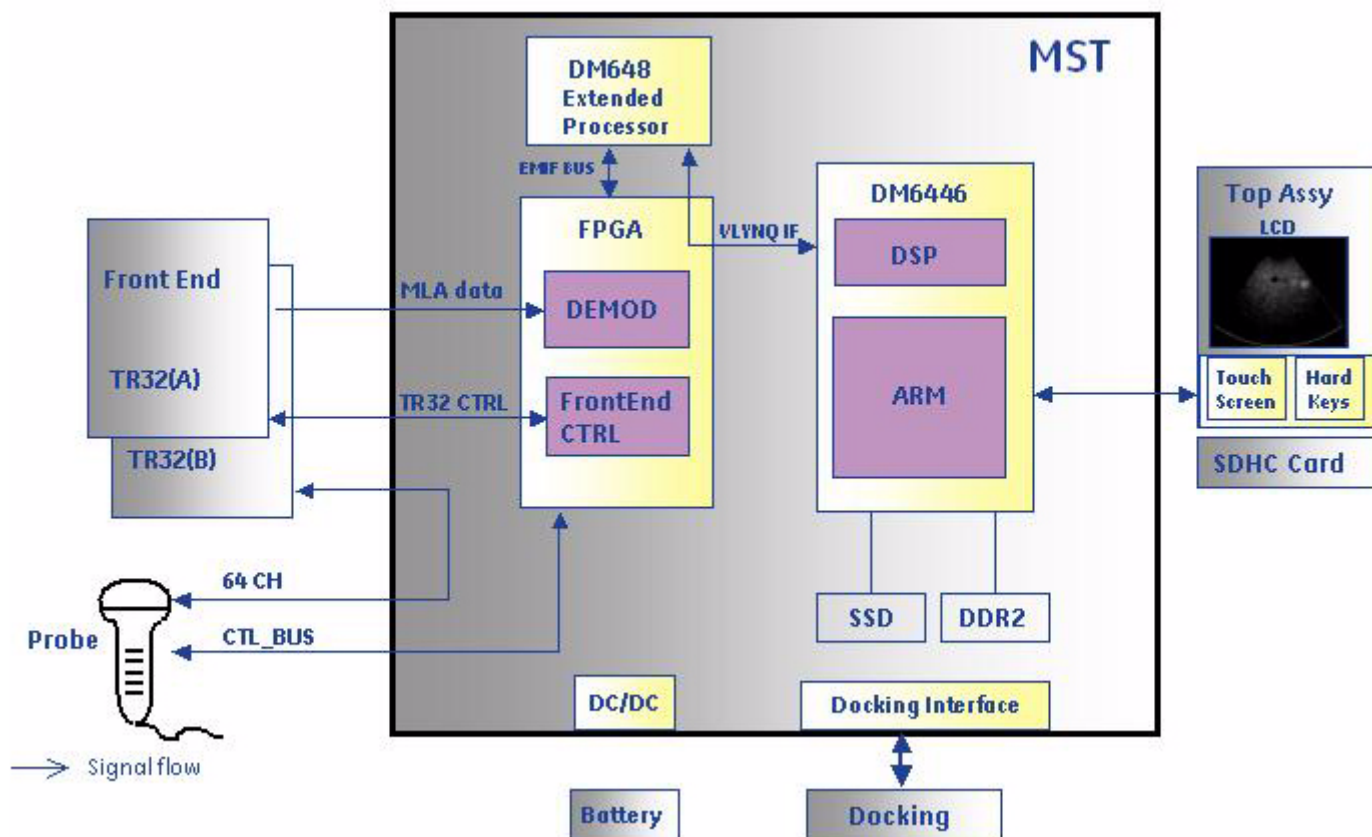 MST
DM648
Extended
Processor
EMIF BUS
FPGA
DEMOD
FrontEnd
CTRL
VLYNQ IF
DM6446
DSP
ARM
SSD
DDR2
DC/DC
Docking Interface
Front End
TR32(A)
TR32(B)
MLA data
TR32 CTRL
64 CH
CTL_BUS
Probe
Signal flow
Battery
Docking
Top Assy
LCD
Touch
Screen
Hard
Keys
SDHC Card